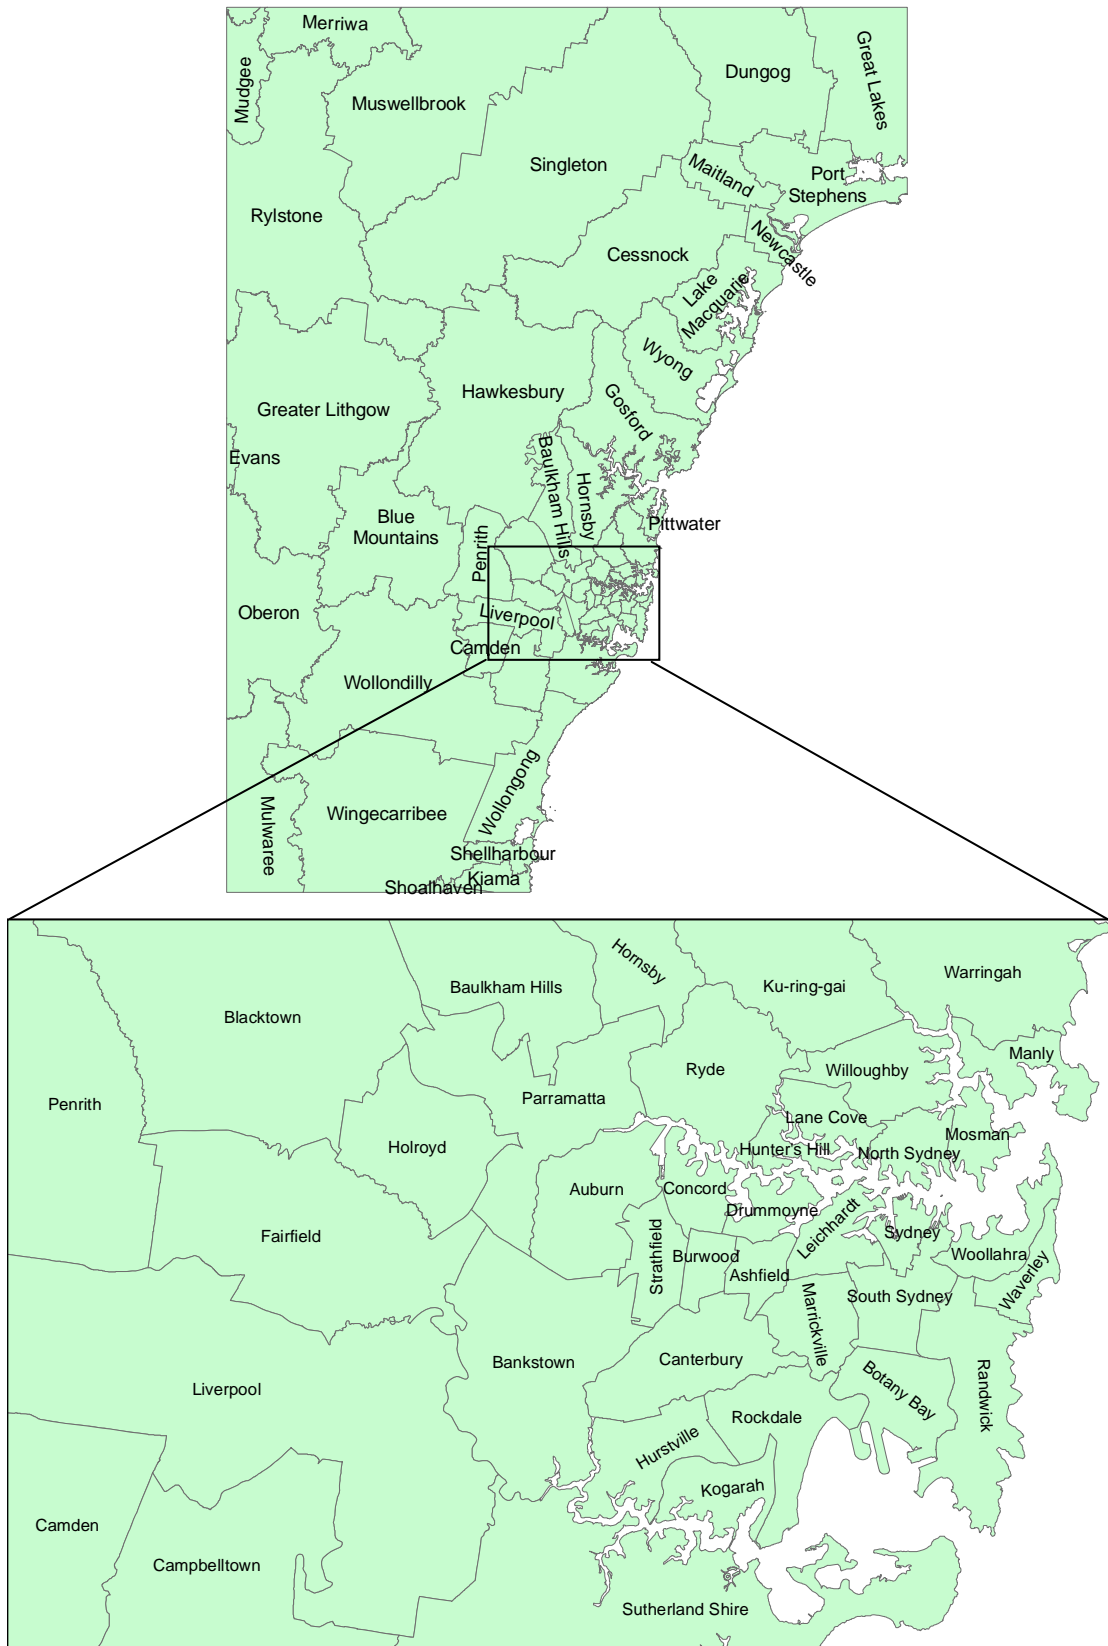 Merriwa
Mudgee
Muswellbrook
Dungog
Great Lakes
Singleton
Maitland
Port
Stephens
Rylstone
Cessnock
Newcastle
Lake
Macquarie
Wyong
Hawkesbury
Gosford
Greater Lithgow
Evans
Baulkham Hills
Hornsby
Blue
Mountains
Pittwater
Penrith
Oberon
Liverpool
Camden
Wollondilly
Wollongong
Mulwaree
Wingecarribee
Shellharbour
Kiama
Shoalhaven
Hornsby
Warringah
Baulkham Hills
Ku-ring-gai
Blacktown
Manly
Ryde
Willoughby
Penrith
Parramatta
Lane Cove
Mosman
Holroyd
Hunter's Hill
North Sydney
Auburn
Concord
Drummoyne
Leichhardt
Sydney
Fairfield
Strathfield
Burwood
Woollahra
Ashfield
Waverley
South Sydney
Marrickville
Bankstown
Canterbury
Liverpool
Botany Bay
Randwick
Rockdale
Hurstville
Kogarah
Camden
Campbelltown
Sutherland Shire